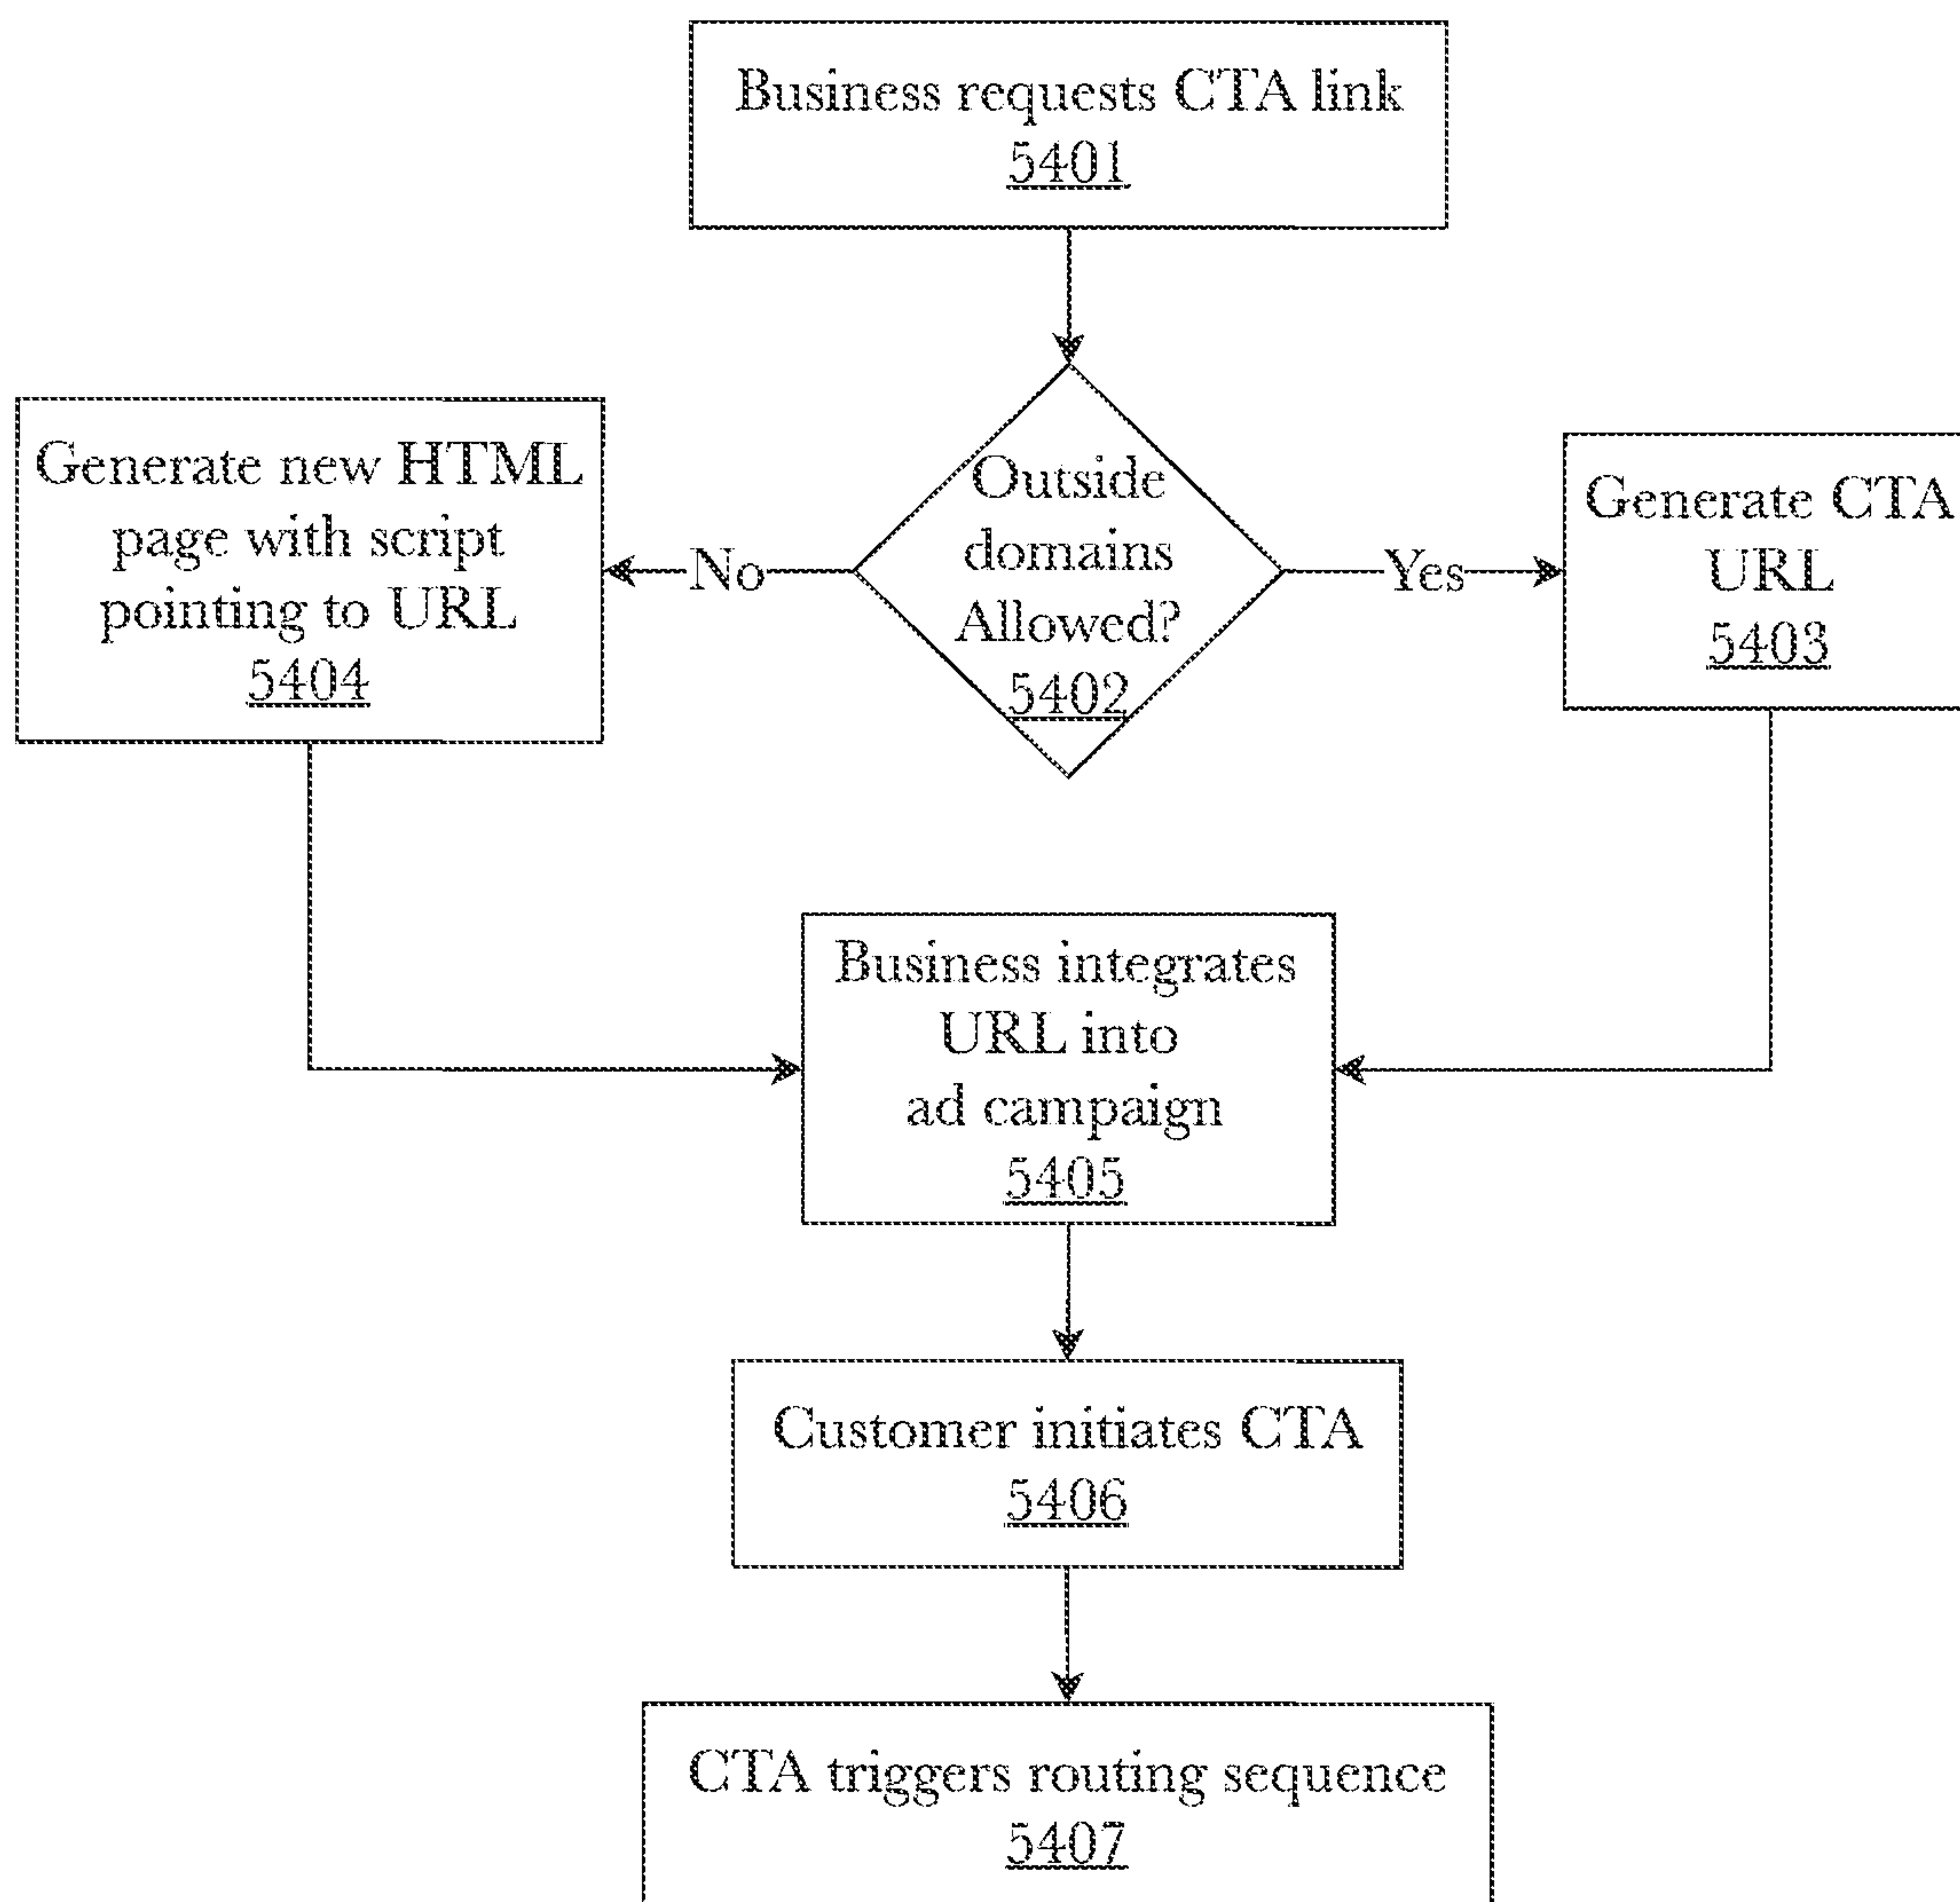 Business requests CTA link
5401
Generate new HTML
page with script
pointing to URL
5404
No
Outside
domains
Allowed?
5402
Yes
Generate CTA
URL
5403
Business integrates
URL into
ad campaign
5405
Customer initiates CTA
5406
CTA triggers routing sequence
5407